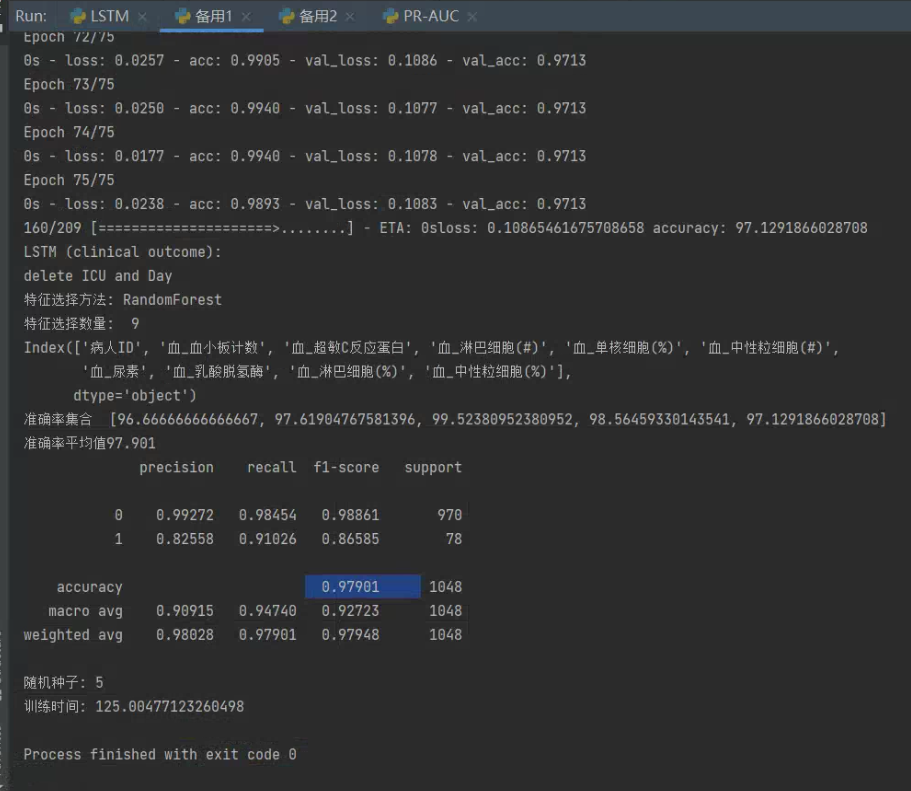 Run: LSTM × 备用1 × 备用2 × PR-AUC ×
Epoch 72/75
0s - loss: 0.0257 - acc: 0.9905 - val_loss: 0.1086 - val_acc: 0.9713
Epoch 73/75
0s - loss: 0.0250 - acc: 0.9940 - val_loss: 0.1077 - val_acc: 0.9713
Epoch 74/75
0s - loss: 0.0177 - acc: 0.9940 - val_loss: 0.1078 - val_acc: 0.9713
Epoch 75/75
0s - loss: 0.0238 - acc: 0.9893 - val_loss: 0.1083 - val_acc: 0.9713
160/209 [=====================>........] - ETA: 0sloss: 0.10865461675708658 accuracy: 97.1291866028708
LSTM (clinical outcome):
delete ICU and Day
特征选择方法: RandomForest
特征选择数量: 9
Index(['病人ID', '血_血小板计数', '血_超敏C反应蛋白', '血_淋巴细胞(#)', '血_单核细胞(%)', '血_中性粒细胞(#)',
'血_尿素', '血_乳酸脱氢酶', '血_淋巴细胞(%)', '血_中性粒细胞(%)'],
dtype='object')
准确率集合 [96.66666666666667, 97.61904767581396, 99.52380952380952, 98.56459330143541, 97.1291866028708]
准确率平均值97.901
precision recall f1-score support
0 0.99272 0.98454 0.98861 970
1 0.82558 0.91026 0.86585 78
accuracy 0.97901 1048
macro avg 0.90915 0.94740 0.92723 1048
weighted avg 0.98028 0.97901 0.97948 1048
随机种子: 5
训练时间: 125.00477123260498
Process finished with exit code 0